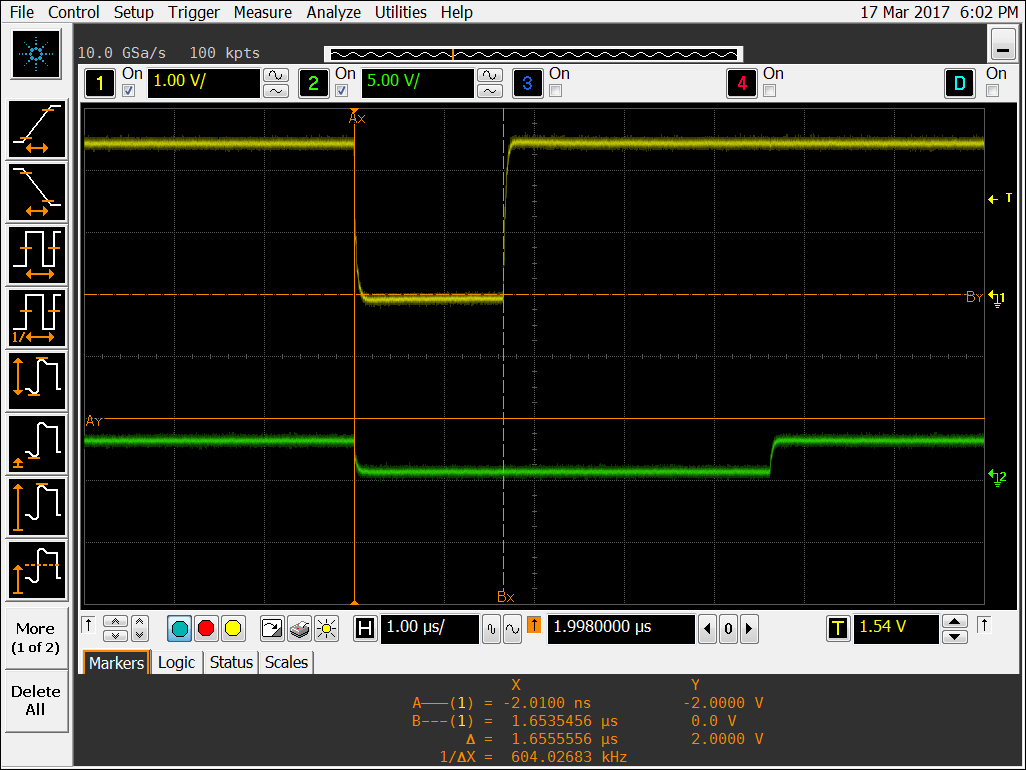 File Control Setup Trigger Measure Analyze Utilities Help 17 Mar 2017 6:02 PM
10.0 GSa/s 100 kpts
1 On 1.00 V/ 2 On 5.00 V/ 3 On 4 On D On
Ax
T
BY 1
AY
2
Bx
1/
More
(1 of 2)
Delete
All
H 1.00 µs/ 1.9980000 µs 0 T 1.54 V
Markers Logic Status Scales
X Y
A———(1) = -2.0100 ns -2.0000 V
B---(1) = 1.6535456 µs 0.0 V
Δ = 1.6555556 µs 2.0000 V
1/ΔX = 604.02683 kHz